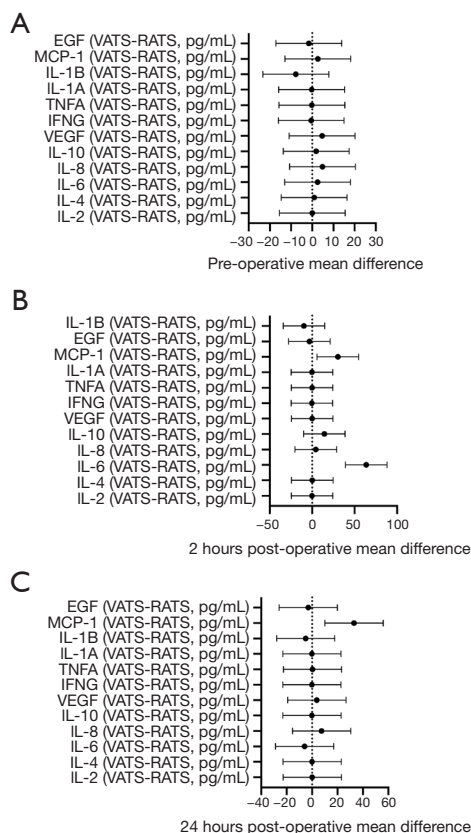 A
EGF (VATS-RATS, pg/mL)
MCP-1 (VATS-RATS, pg/mL)
IL-1B (VATS-RATS, pg/mL)
IL-1A (VATS-RATS, pg/mL)
TNFA (VATS-RATS, pg/mL)
IFNG (VATS-RATS, pg/mL)
VEGF (VATS-RATS, pg/mL)
IL-10 (VATS-RATS, pg/mL)
IL-8 (VATS-RATS, pg/mL)
IL-6 (VATS-RATS, pg/mL)
IL-4 (VATS-RATS, pg/mL)
IL-2 (VATS-RATS, pg/mL)
−30 −20 −10 0 10 20 30
Pre-operative mean difference
B
IL-1B (VATS-RATS, pg/mL)
EGF (VATS-RATS, pg/mL)
MCP-1 (VATS-RATS, pg/mL)
IL-1A (VATS-RATS, pg/mL)
TNFA (VATS-RATS, pg/mL)
IFNG (VATS-RATS, pg/mL)
VEGF (VATS-RATS, pg/mL)
IL-10 (VATS-RATS, pg/mL)
IL-8 (VATS-RATS, pg/mL)
IL-6 (VATS-RATS, pg/mL)
IL-4 (VATS-RATS, pg/mL)
IL-2 (VATS-RATS, pg/mL)
−50 0 50 100
2 hours post-operative mean difference
C
EGF (VATS-RATS, pg/mL)
MCP-1 (VATS-RATS, pg/mL)
IL-1B (VATS-RATS, pg/mL)
IL-1A (VATS-RATS, pg/mL)
TNFA (VATS-RATS, pg/mL)
IFNG (VATS-RATS, pg/mL)
VEGF (VATS-RATS, pg/mL)
IL-10 (VATS-RATS, pg/mL)
IL-8 (VATS-RATS, pg/mL)
IL-6 (VATS-RATS, pg/mL)
IL-4 (VATS-RATS, pg/mL)
IL-2 (VATS-RATS, pg/mL)
−40 −20 0 20 40 60
24 hours post-operative mean difference